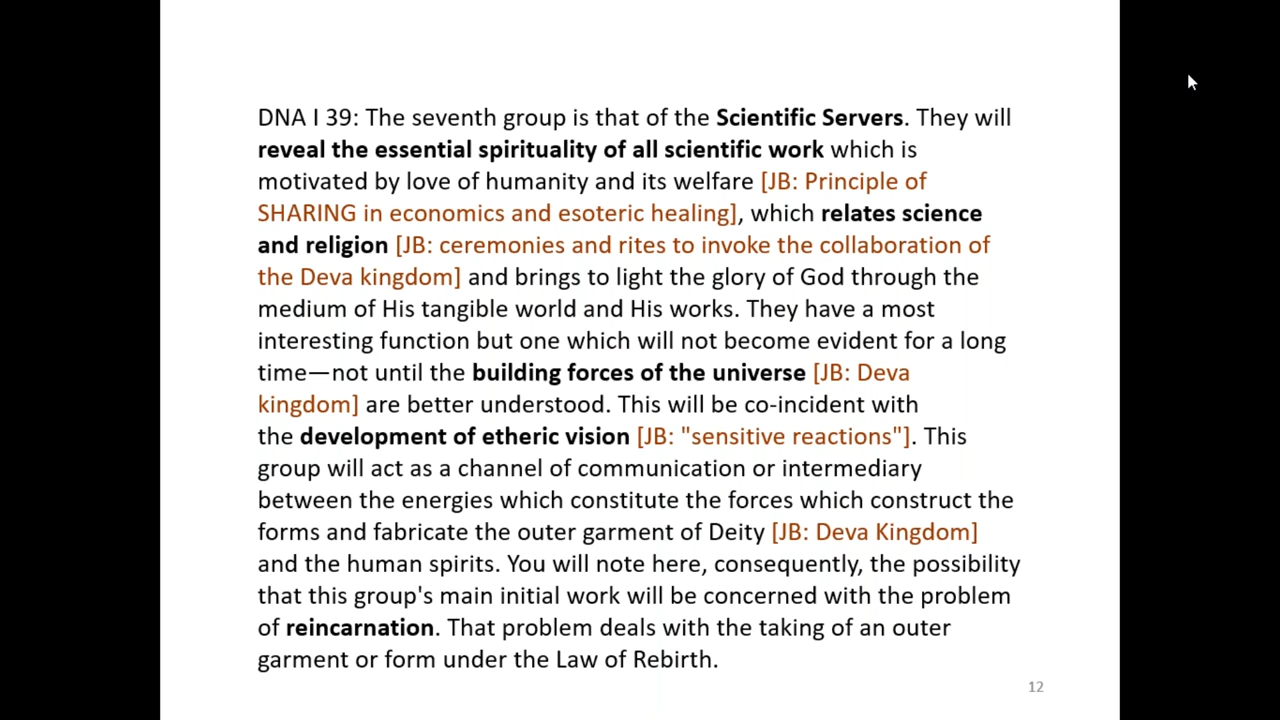 DNA I 39: The seventh group is that of the Scientific Servers. They will
reveal the essential spirituality of all scientific work which is
motivated by love of humanity and its welfare [JB: Principle of
SHARING in economics and esoteric healing], which relates science
and religion [JB: ceremonies and rites to invoke the collaboration of
the Deva kingdom] and brings to light the glory of God through the
medium of His tangible world and His works. They have a most
interesting function but one which will not become evident for a long
time—not until the building forces of the universe [JB: Deva
kingdom] are better understood. This will be co-incident with
the development of etheric vision [JB: "sensitive reactions"]. This
group will act as a channel of communication or intermediary
between the energies which constitute the forces which construct the
forms and fabricate the outer garment of Deity [JB: Deva Kingdom]
and the human spirits. You will note here, consequently, the possibility
that this group's main initial work will be concerned with the problem
of reincarnation. That problem deals with the taking of an outer
garment or form under the Law of Rebirth.
12